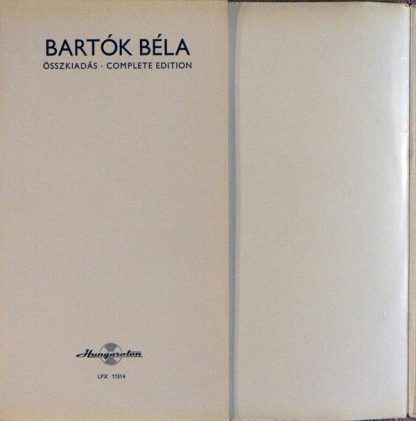 BARTÓK BÉLA
ÖSSZKIADÁS · COMPLETE EDITION
Hungaroton
LPX 11314